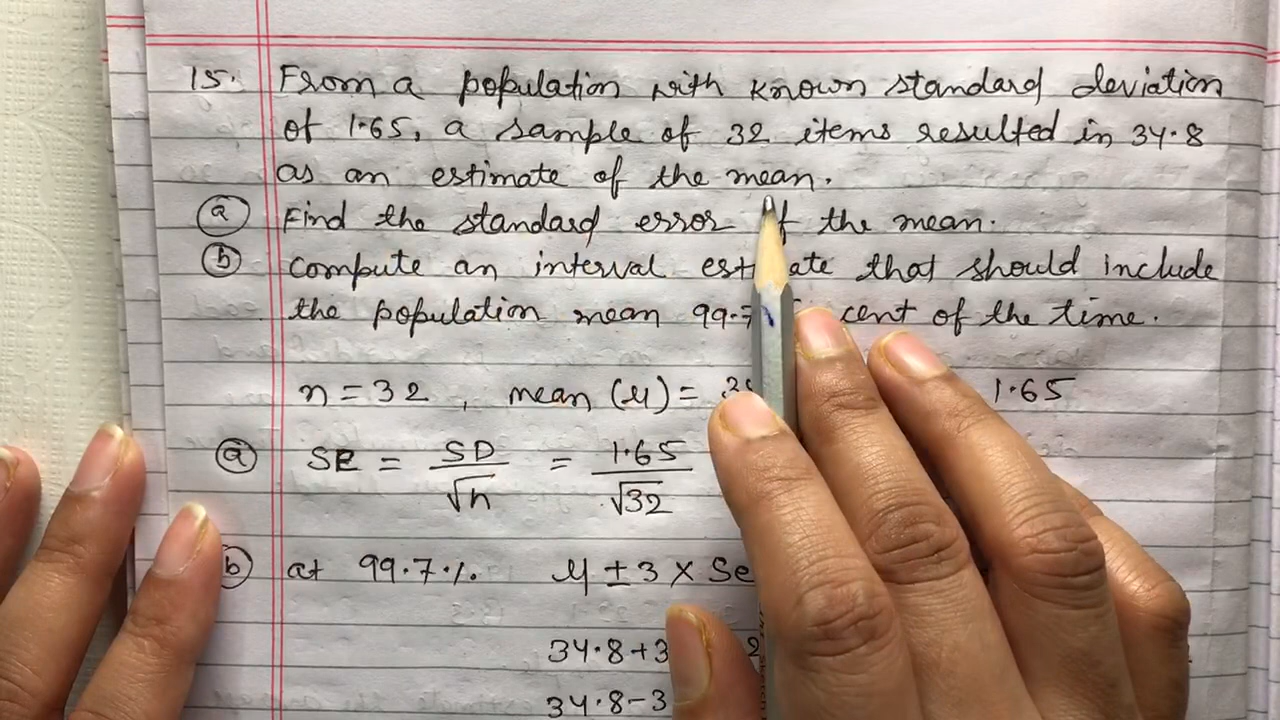 15. From a population with known standard deviation
of 1.65, a sample of 32 items resulted in 34.8
as an estimate of the mean.
(a) Find the standard error of the mean.
(b) compute an interval that should include
the population mean cent of the time.
n = 32 , mean (μ) = 1.65
(a) SE = SD/√n = 1.65/√32
(b) at 99.7% μ ± 3 × Se
34.8 + 3
34.8 - 3